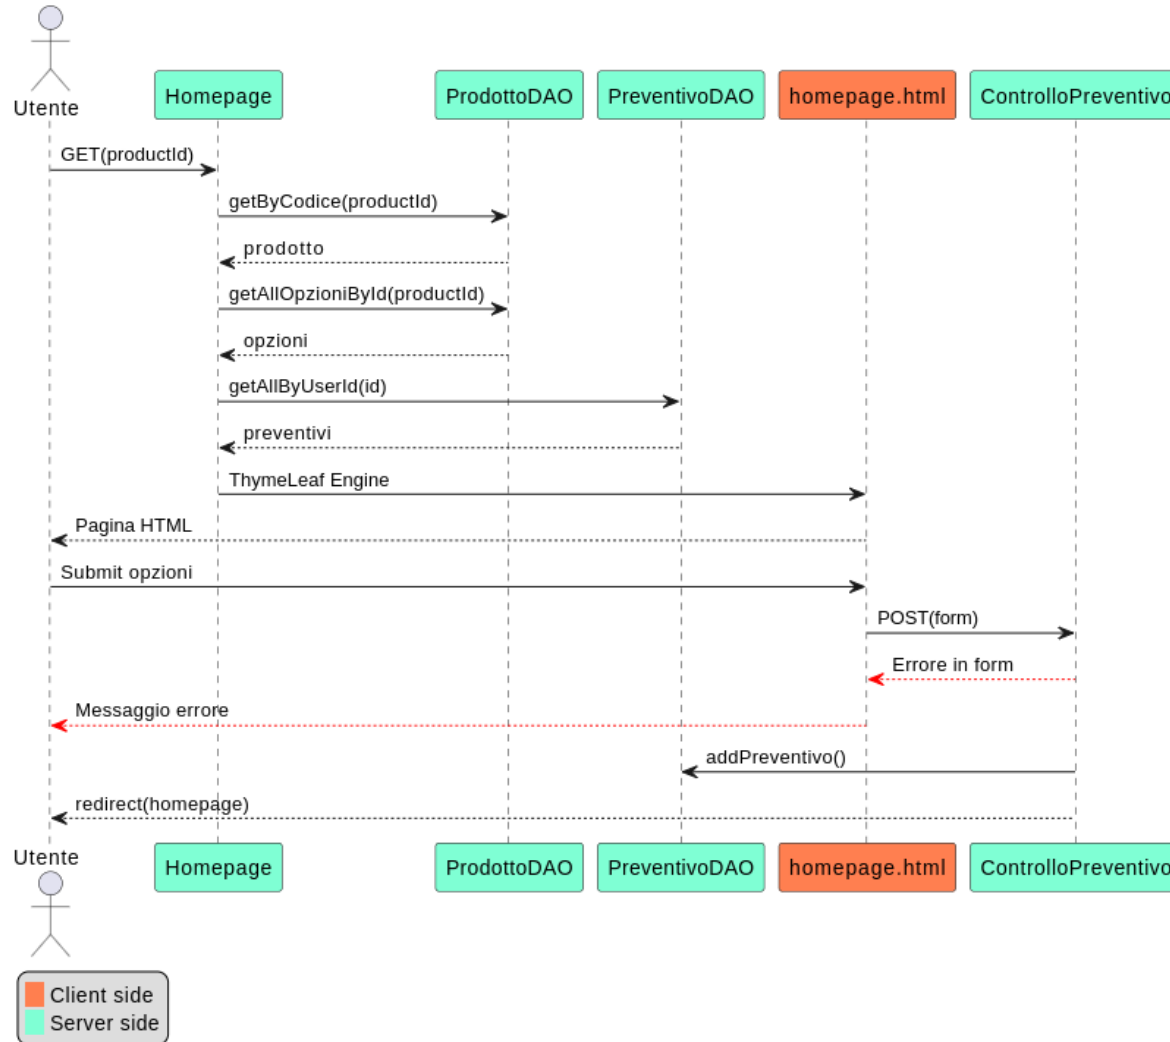 Utente
Homepage
ProdottoDAO
PreventivoDAO
homepage.html
ControlloPreventivo
GET(productId)
getByCodice(productId)
prodotto
getAllOpzioniById(productId)
opzioni
getAllByUserId(id)
preventivi
ThymeLeaf Engine
Pagina HTML
Submit opzioni
POST(form)
Errore in form
Messaggio errore
addPreventivo()
redirect(homepage)
Utente
Homepage
ProdottoDAO
PreventivoDAO
homepage.html
ControlloPreventivo
Client side
Server side